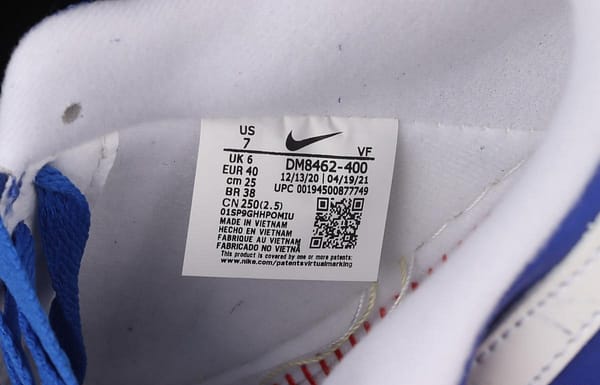 US
7
VF
UK 6
EUR 40
cm 25
BR 38
DM8462-400
12/13/20 | 04/19/21
UPC 00194500877749
CN 250(2.5)
01SP9GHHPOMIU
MADE IN VIETNAM
HECHO EN VIETNAM
FABRIQUE AU VIETNAM
FABRICADO NO VIETNÃ
This product is covered by one or more patents.
www.Nike.com/patentsvirtualmarking